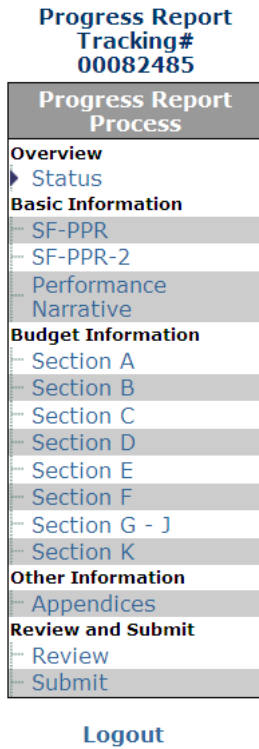 Progress Report
Tracking#
00082485
Progress Report
Process
Overview
Status
Basic Information
SF-PPR
SF-PPR-2
Performance
Narrative
Budget Information
Section A
Section B
Section C
Section D
Section E
Section F
Section G - J
Section K
Other Information
Appendices
Review and Submit
Review
Submit
Logout